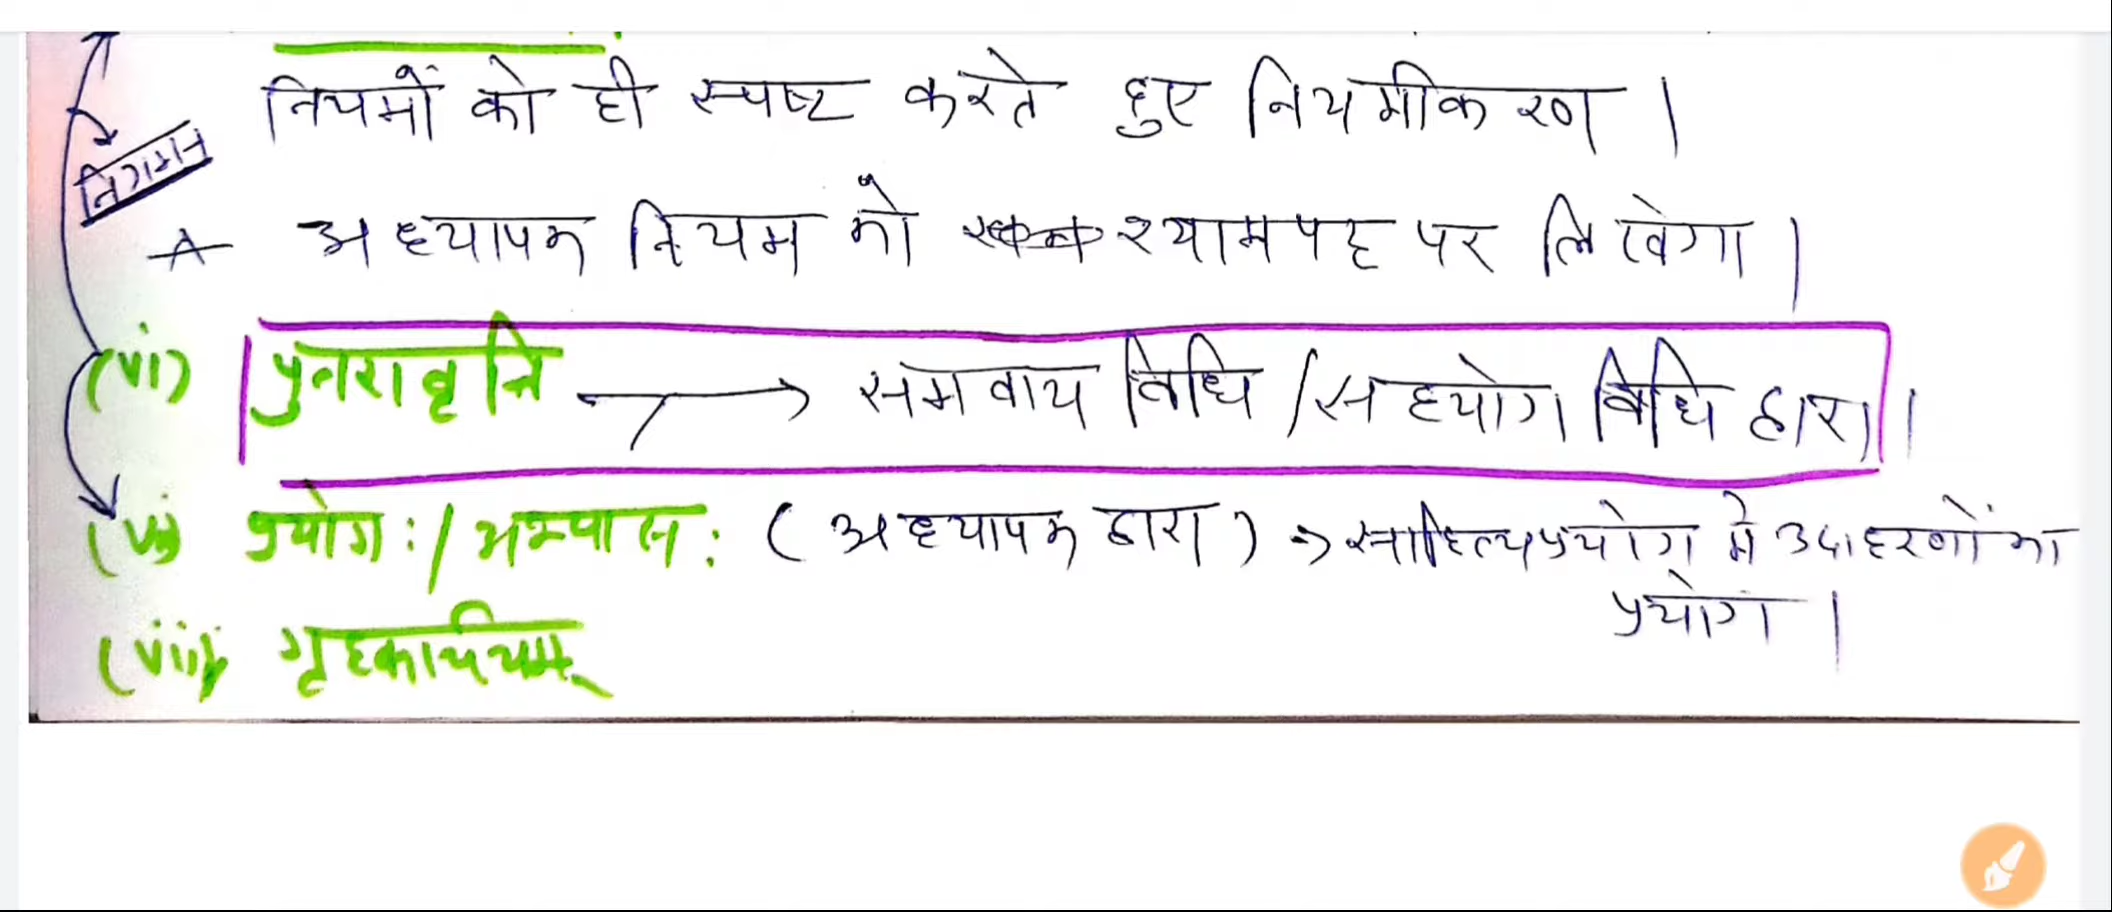 नियमों को ही स्पष्ट करते हुए नियमीकरण |
निगमन
अध्यापक नियम को श्यामपट्ट पर लिखेगा |
(vi) पुनरावृत्ति → समवाय विधि / सहयोग विधि द्वारा |
(vii) प्रयोगः / अभ्यासः (अध्यापक द्वारा) → साहित्यप्रयोग में उदाहरणों का
प्रयोग |
(viii) गृहकार्ययम्